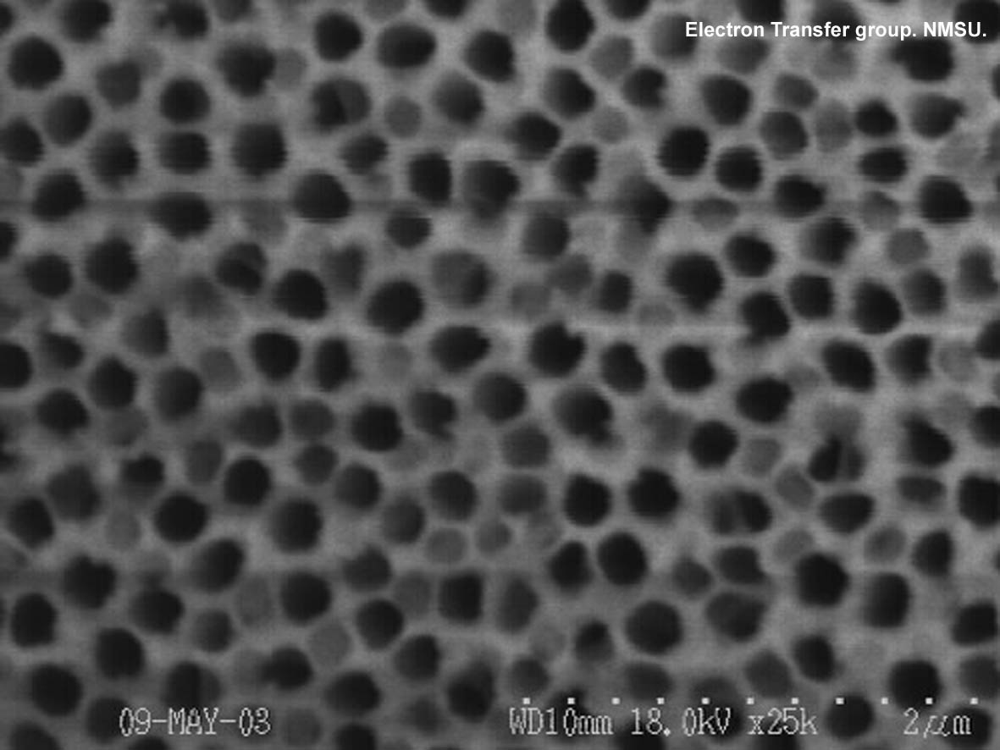 Electron Transfer group. NMSU.
09-MAY-03 WD10mm 18.0kV x25k 2μm